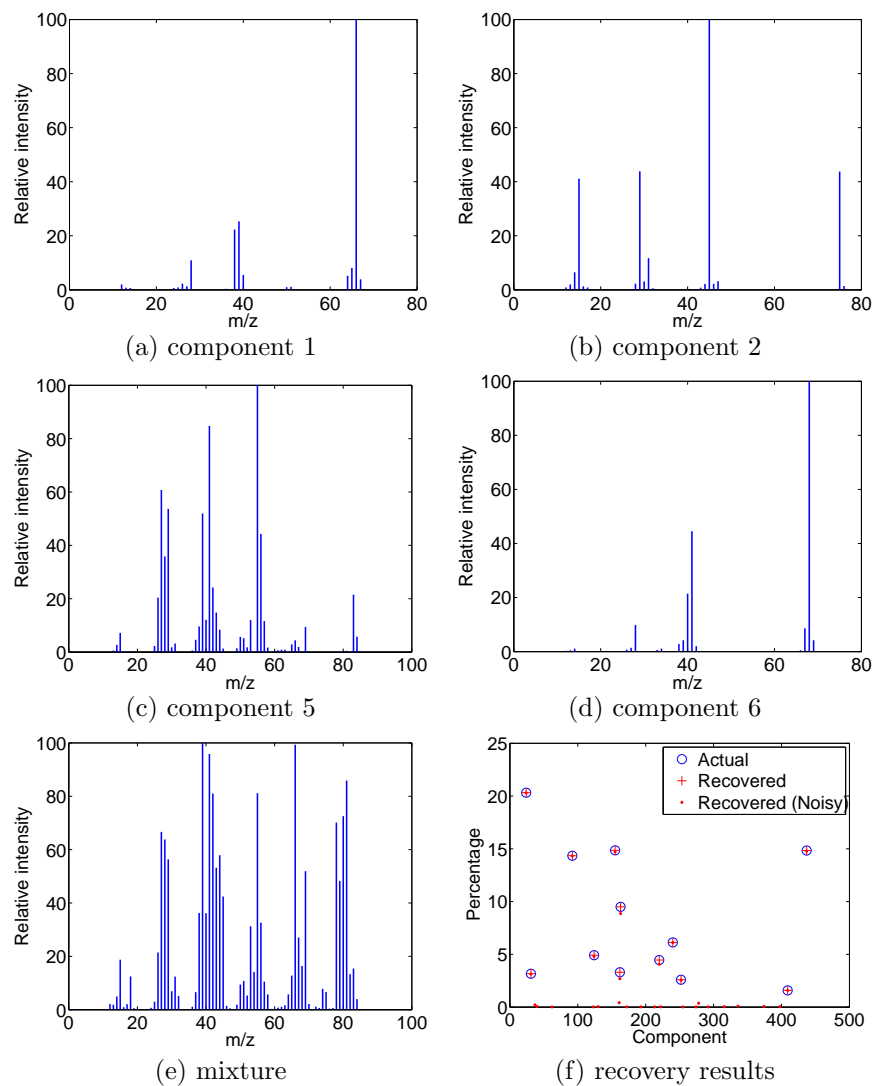 100
80
60
40
20
0
Relative intensity
0 20 40 60 80
m/z
(a) component 1
100
80
60
40
20
0
Relative intensity
0 20 40 60 80
m/z
(b) component 2
100
80
60
40
20
0
Relative intensity
0 20 40 60 80 100
m/z
(c) component 5
100
80
60
40
20
0
Relative intensity
0 20 40 60 80
m/z
(d) component 6
100
80
60
40
20
0
Relative intensity
0 20 40 60 80 100
m/z
(e) mixture
25
20
15
10
5
0
Percentage
Actual
Recovered
Recovered (Noisy)
0 100 200 300 400 500
Component
(f) recovery results